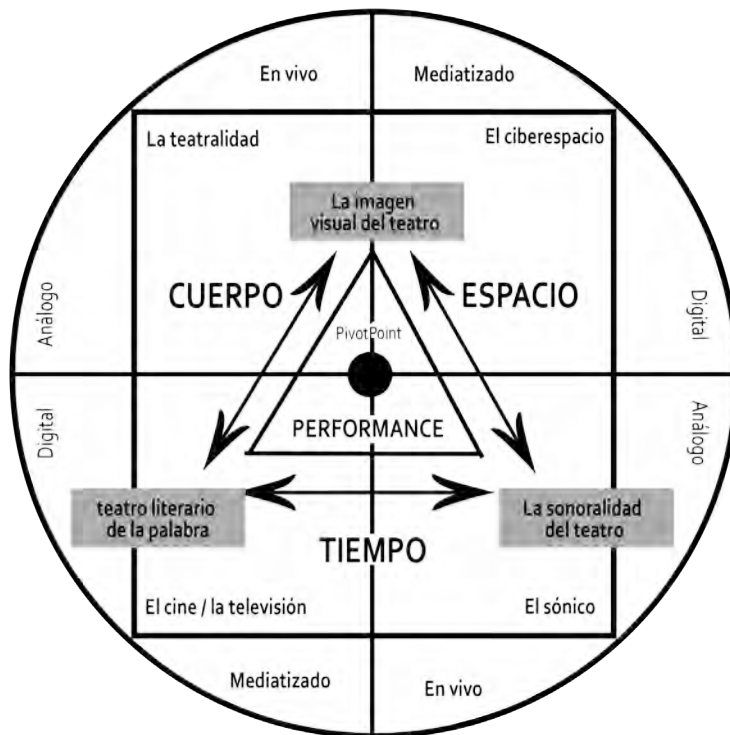 En vivo
Mediatizado
La teatralidad
El ciberespacio
La imagen
visual del teatro
CUERPO
ESPACIO
Análogo
Digital
PivotPoint
Digital
Análogo
PERFORMANCE
teatro literario
de la palabra
La sonoralidad
del teatro
TIEMPO
El cine / la televisión
El sónico
Mediatizado
En vivo